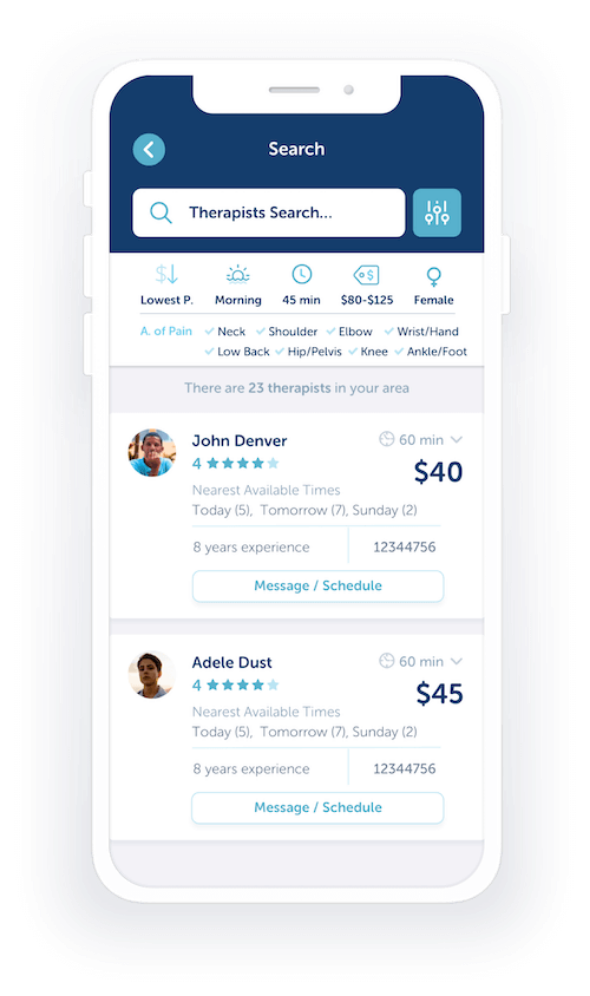 Search
Therapists Search...
Lowest P. Morning 45 min $80-$125 Female
A. of Pain Neck Shoulder Elbow Wrist/Hand
Low Back Hip/Pelvis Knee Ankle/Foot
There are 23 therapists in your area
John Denver 60 min
4 $40
Nearest Available Times
Today (5), Tomorrow (7), Sunday (2)
8 years experience 12344756
Message / Schedule
Adele Dust 60 min
4 $45
Nearest Available Times
Today (5), Tomorrow (7), Sunday (2)
8 years experience 12344756
Message / Schedule